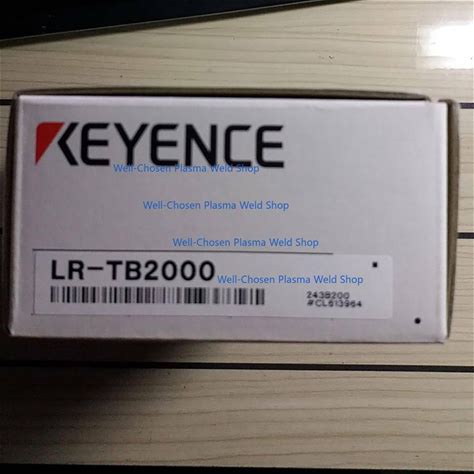 KEYENCE
Well-Chosen Plasma Weld Shop
Well-Chosen Plasma Weld Shop
Well-Chosen Plasma Weld Shop
LR-TB2000 Well-Chosen Plasma Weld Shop
243B200
#CL613964